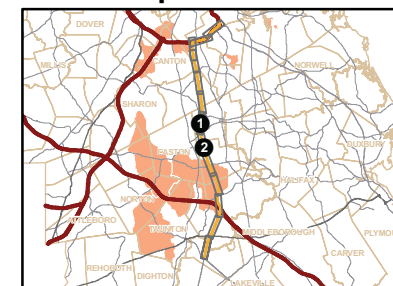 DOVER
CANTON
MILLIS
NORWELL
SHARON
1
DUXBURY
EASTON
2
HALIFAX
NORTON
ATTLEBORO
TAUNTON
MIDDLEBOROUGH
PLYMO
CARVER
REHOBOTH
DIGHTON
LAKEVILLE